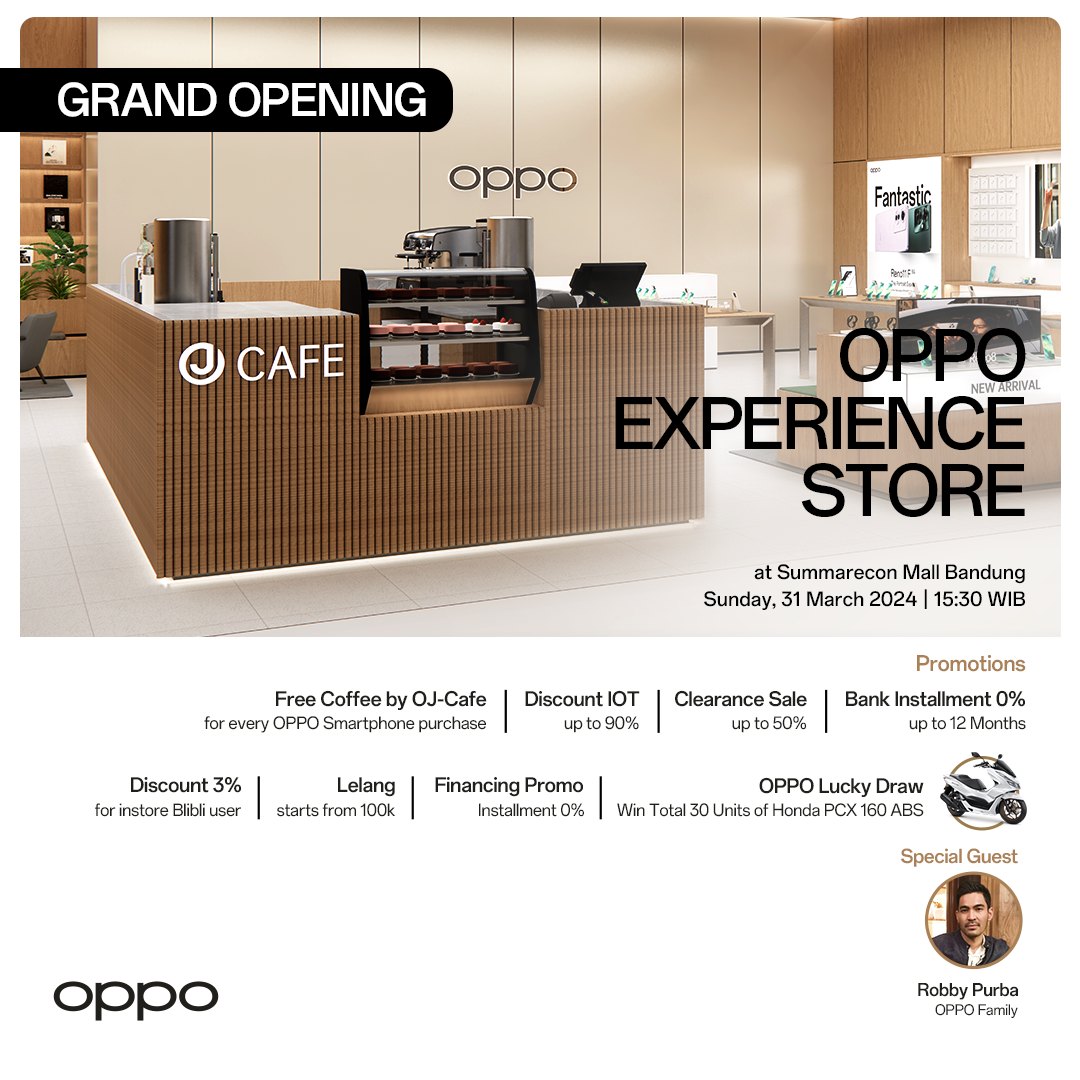 GRAND OPENING
oppo
OJ CAFE
oppo
Fantastic
Reno11 F 5G
NEW ARRIVAL
OPPO
EXPERIENCE
STORE
at Summarecon Mall Bandung
Sunday, 31 March 2024 | 15:30 WIB
Promotions
Free Coffee by OJ-Cafe
for every OPPO Smartphone purchase
Discount IOT
up to 90%
Clearance Sale
up to 50%
Bank Installment 0%
up to 12 Months
Discount 3%
for instore Blibli user
Lelang
starts from 100k
Financing Promo
Installment 0%
OPPO Lucky Draw
Win Total 30 Units of Honda PCX 160 ABS
Special Guest
Robby Purba
OPPO Family
oppo